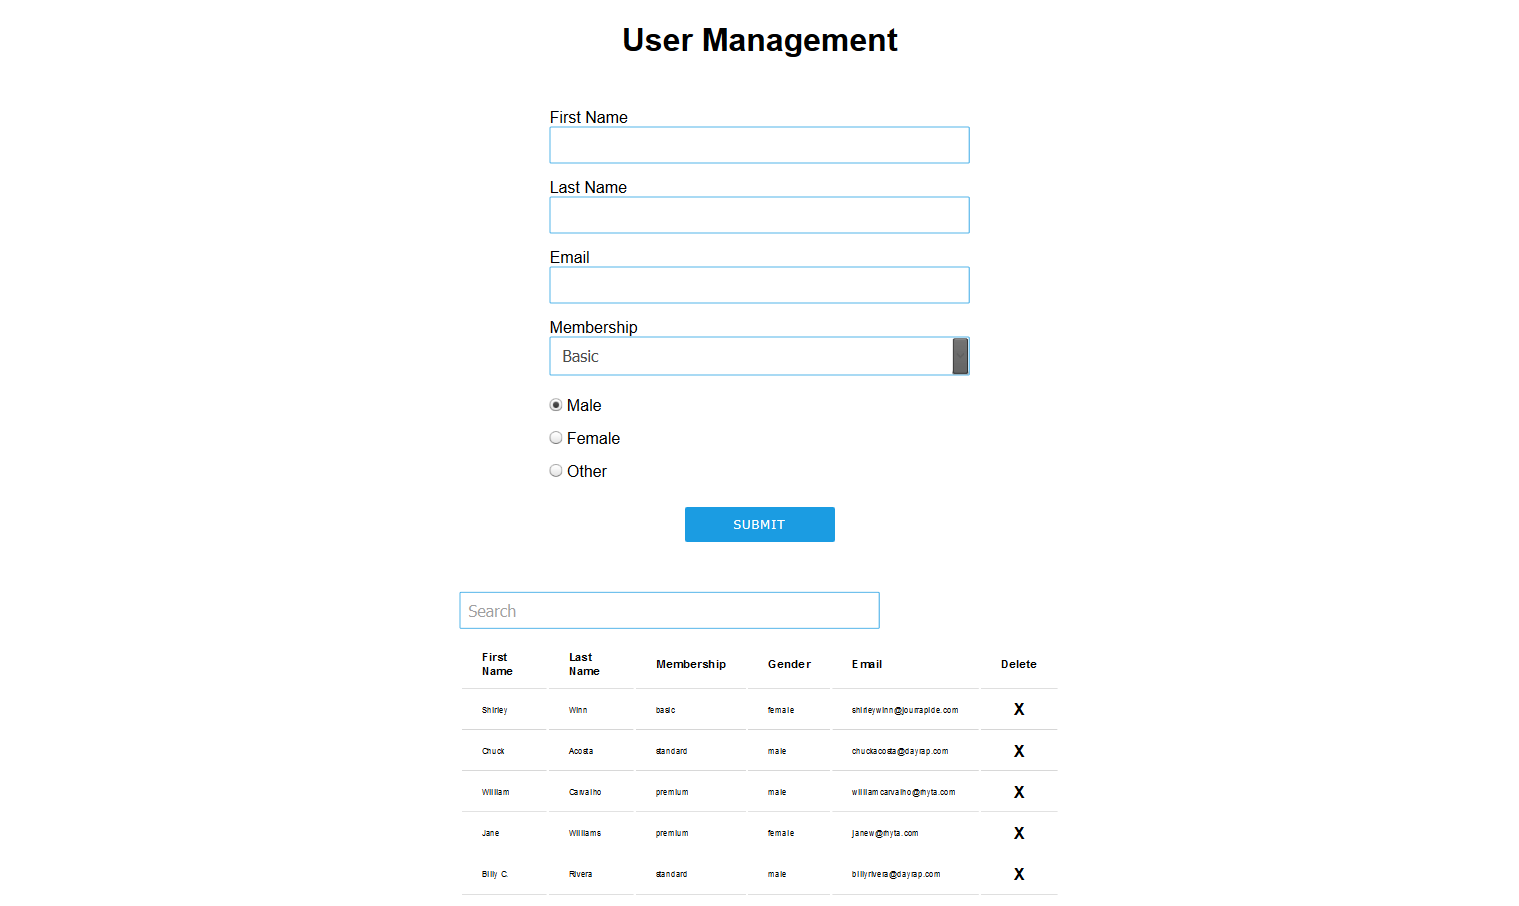 User Management
First Name
Last Name
Email
Membership
Basic
Male
Female
Other
SUBMIT
Search
First Name Last Name Membership Gender Email Delete
Shirley Winn basic female shirleywinn@jourrapide.com X
Chuck Acosta standard male chuckacosta@dayrap.com X
William Carvalho premium male williamcarvalho@rhyta.com X
Jane Williams premium female janew@rhyta.com X
Billy C. Rivera standard male billyrivera@dayrap.com X